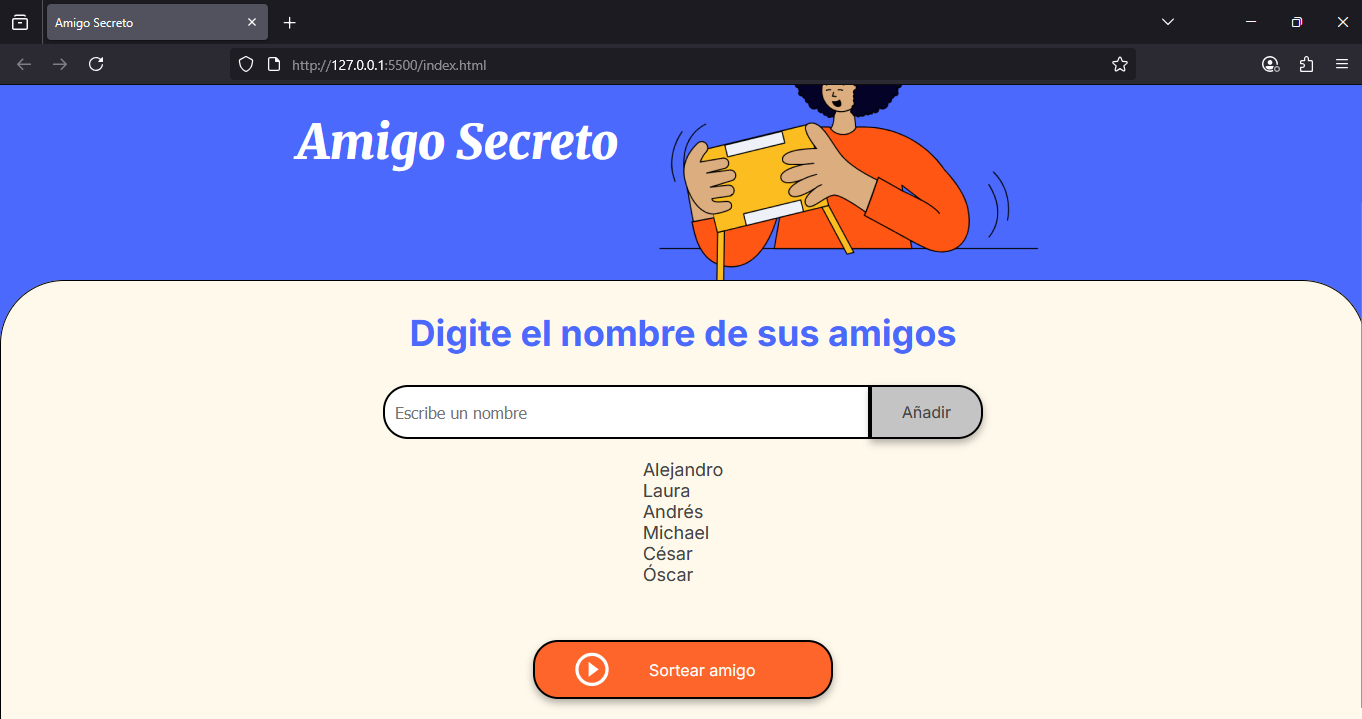 Amigo Secreto
http://127.0.0.1:5500/index.html
Amigo Secreto
Digite el nombre de sus amigos
Escribe un nombre
Añadir
Alejandro
Laura
Andrés
Michael
César
Óscar
Sortear amigo